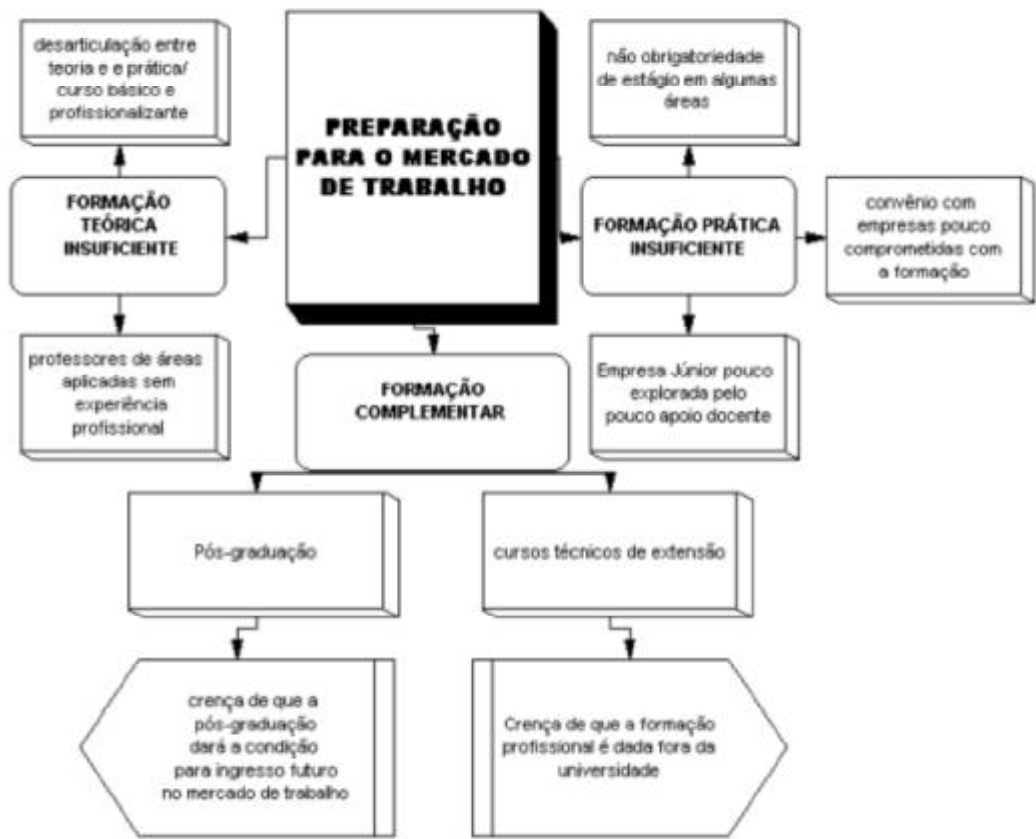 desarticulação entre
teoria e e prática/
curso básico e
profissionalizante
PREPARAÇÃO
PARA O MERCADO
DE TRABALHO
não obrigatoriedade
de estágio em algumas
áreas
FORMAÇÃO
TEÓRICA
INSUFICIENTE
FORMAÇÃO PRÁTICA
INSUFICIENTE
convênio com
empresas pouco
comprometidas com
a formação
professores de áreas
aplicadas sem
experiência
profissional
FORMAÇÃO
COMPLEMENTAR
Empresa Júnior pouco
explorada pelo
pouco apoio docente
Pós-graduação
cursos técnicos de extensão
crença de que a
pós-graduação
dará a condição
para ingresso futuro
no mercado de trabalho
Crença de que a formação
profissional é dada fora da
universidade